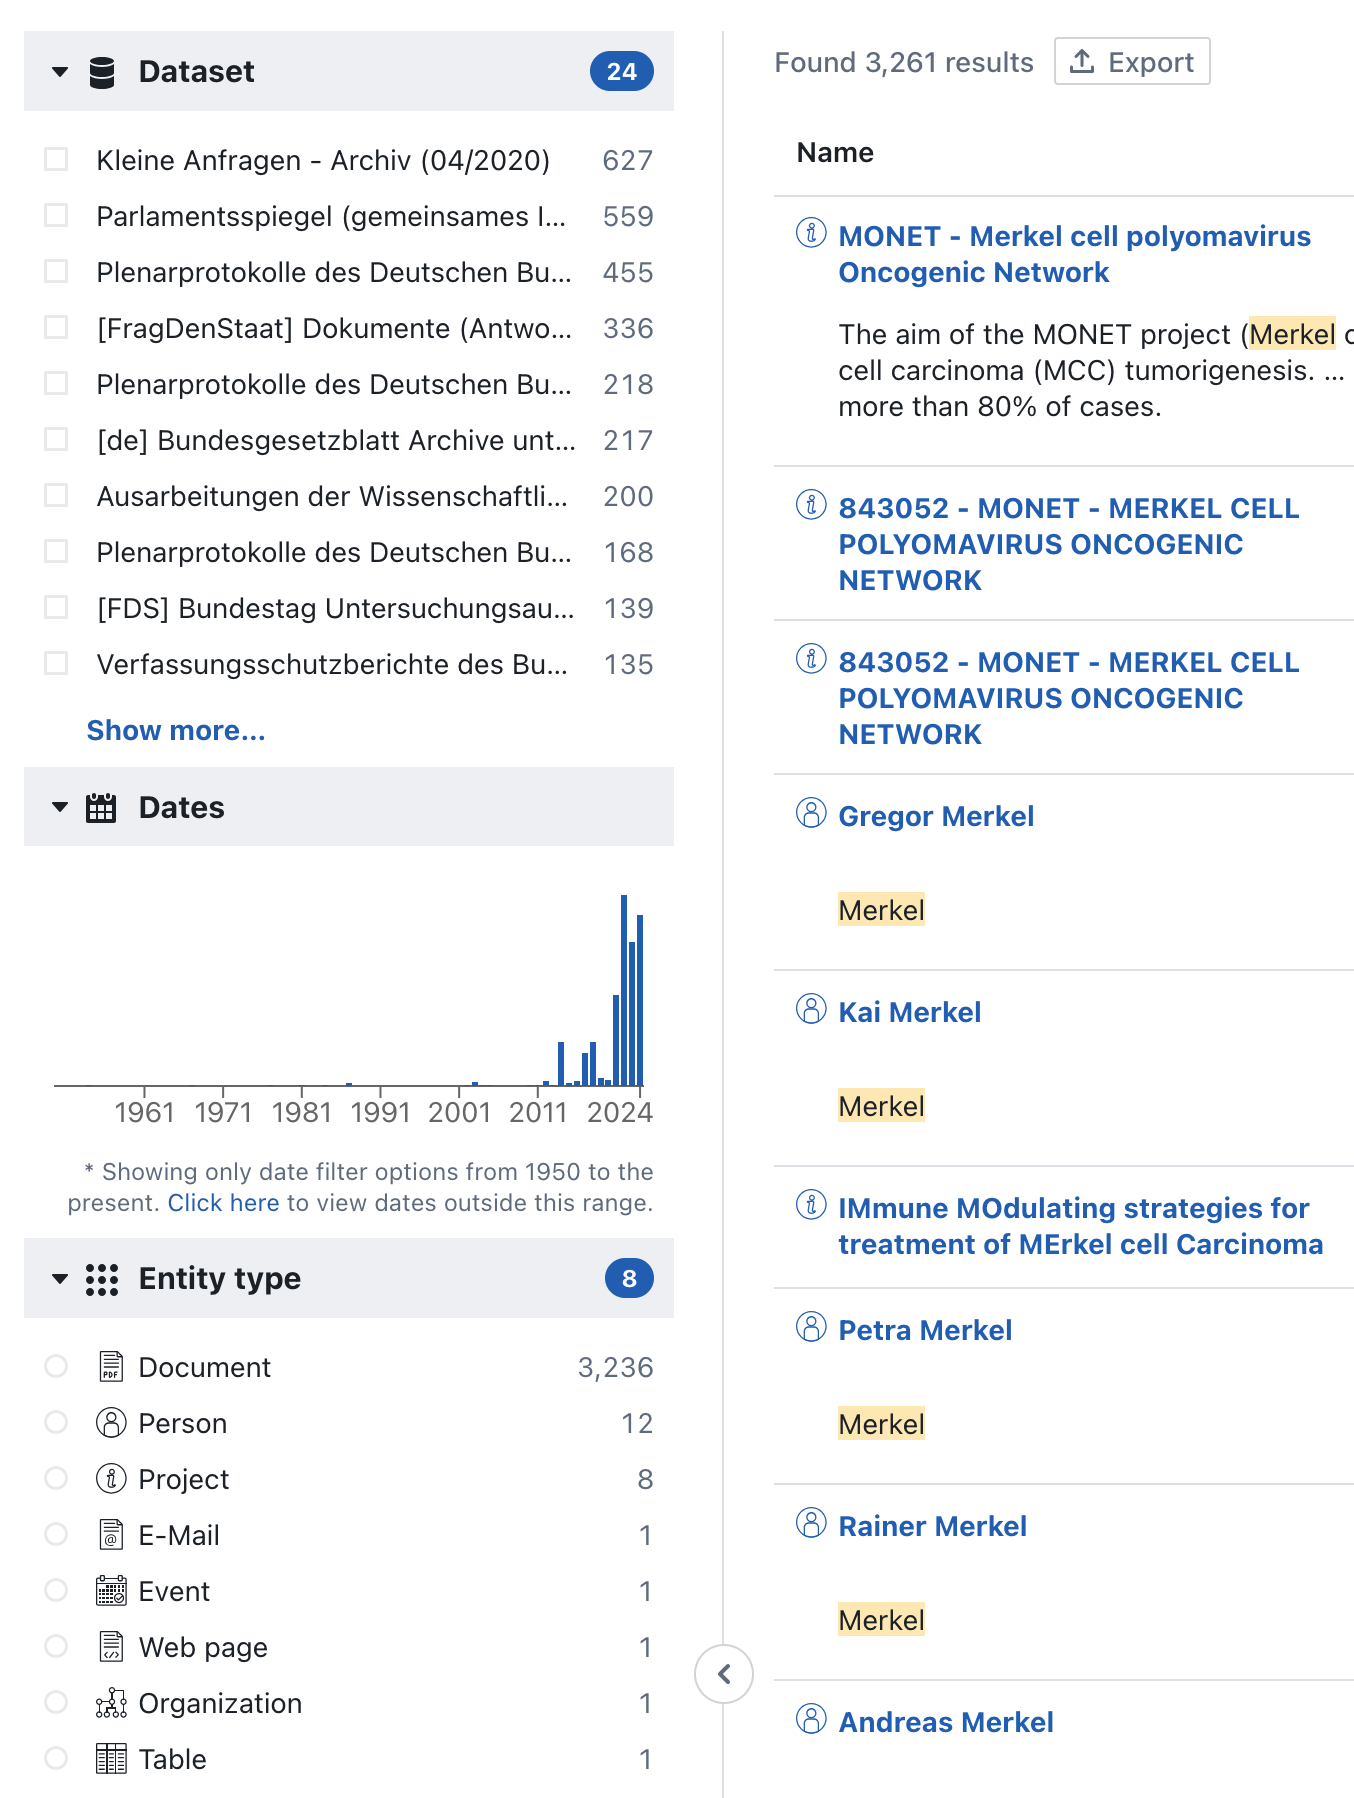 Dataset 24
Kleine Anfragen - Archiv (04/2020) 627
Parlamentsspiegel (gemeinsames I... 559
Plenarprotokolle des Deutschen Bu... 455
[FragDenStaat] Dokumente (Antwo... 336
Plenarprotokolle des Deutschen Bu... 218
[de] Bundesgesetzblatt Archive unt... 217
Ausarbeitungen der Wissenschaftli... 200
Plenarprotokolle des Deutschen Bu... 168
[FDS] Bundestag Untersuchungsau... 139
Verfassungsschutzberichte des Bu... 135
Show more...
Dates
1961 1971 1981 1991 2001 2011 2024
* Showing only date filter options from 1950 to the
present. Click here to view dates outside this range.
Entity type 8
Document 3,236
Person 12
Project 8
E-Mail 1
Event 1
Web page 1
Organization 1
Table 1
Found 3,261 results Export
Name
MONET - Merkel cell polyomavirus
Oncogenic Network
The aim of the MONET project (Merkel c
cell carcinoma (MCC) tumorigenesis. ...
more than 80% of cases.
843052 - MONET - MERKEL CELL
POLYOMAVIRUS ONCOGENIC
NETWORK
843052 - MONET - MERKEL CELL
POLYOMAVIRUS ONCOGENIC
NETWORK
Gregor Merkel
Merkel
Kai Merkel
Merkel
IMmune MOdulating strategies for
treatment of MErkel cell Carcinoma
Petra Merkel
Merkel
Rainer Merkel
Merkel
Andreas Merkel